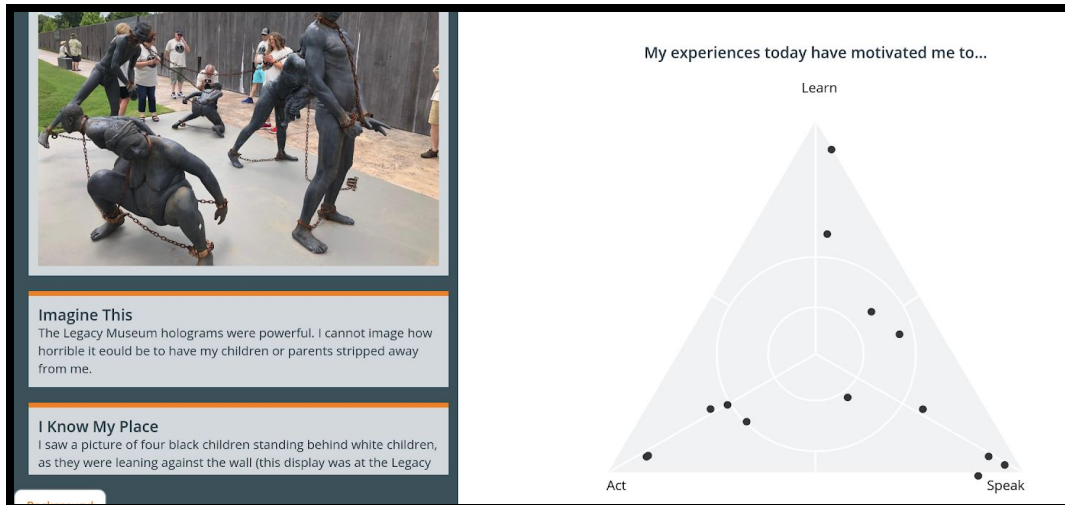 Imagine This
The Legacy Museum holograms were powerful. I cannot image how
horrible it eould be to have my children or parents stripped away
from me.
I Know My Place
I saw a picture of four black children standing behind white children,
as they were leaning against the wall (this display was at the Legacy
My experiences today have motivated me to...
Learn
Act
Speak